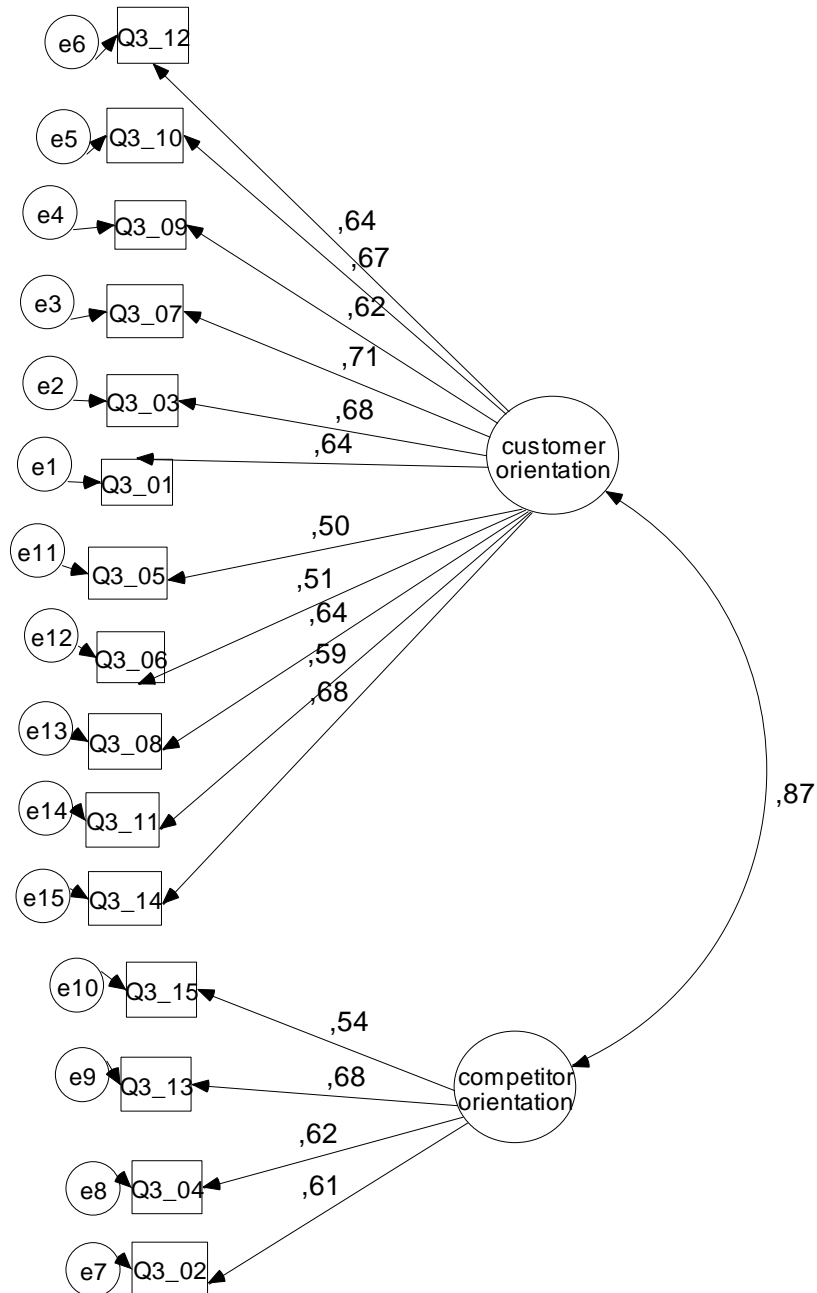 e6
Q3_12
e5
Q3_10
e4
Q3_09
e3
Q3_07
e2
Q3_03
e1
Q3_01
e11
Q3_05
e12
Q3_06
e13
Q3_08
e14
Q3_11
e15
Q3_14
e10
Q3_15
e9
Q3_13
e8
Q3_04
e7
Q3_02
,64
,67
,62
,71
,68
,64
,50
,51
,64
,59
,68
customer
orientation
,87
,54
,68
,62
,61
competitor
orientation